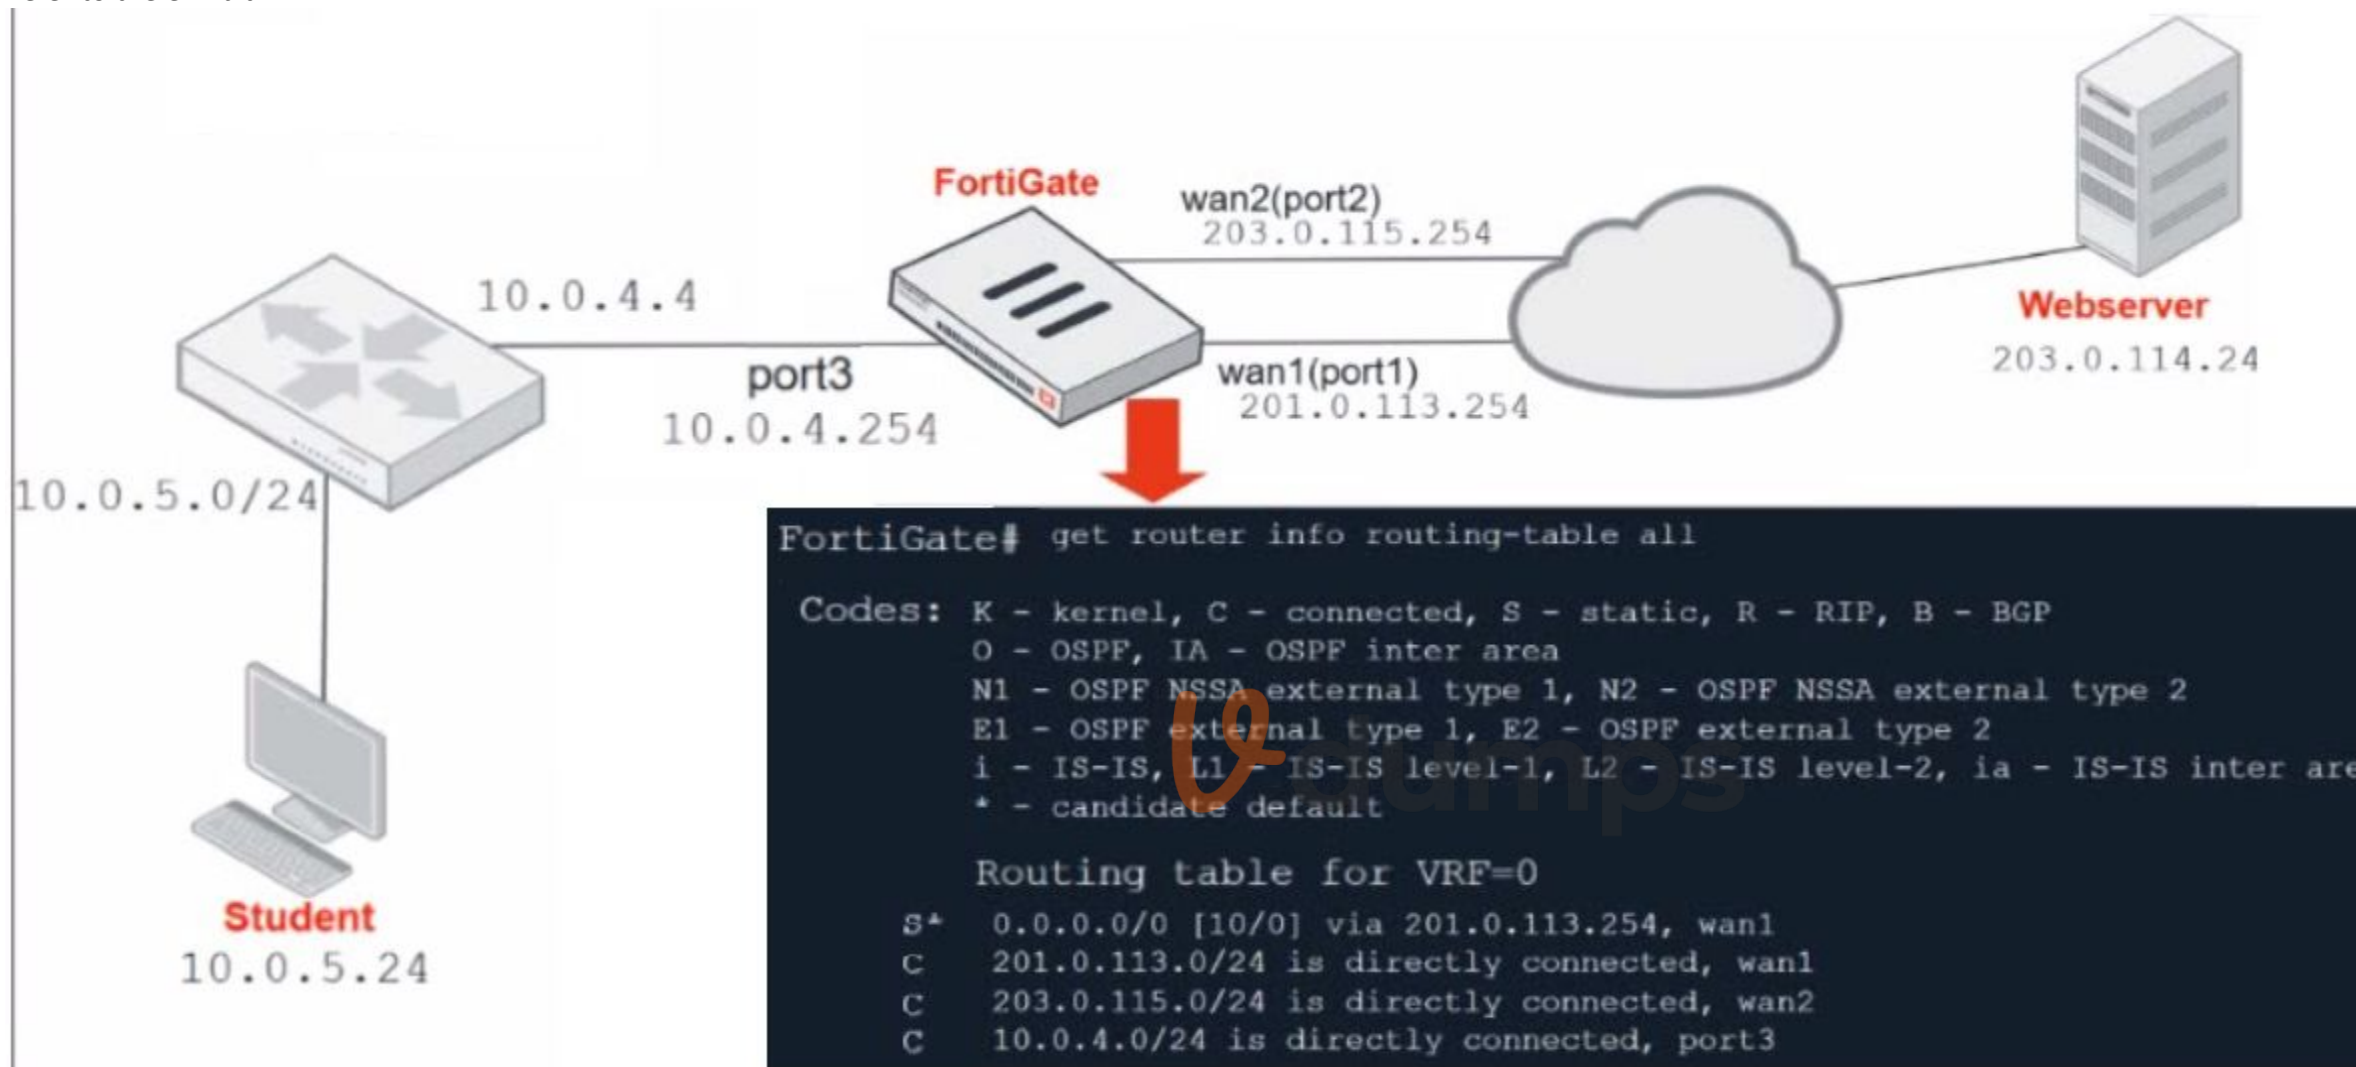 FortiGate
wan2(port2)
203.0.115.254
10.0.4.4
Webserver
203.0.114.24
port3
10.0.4.254
wan1(port1)
201.0.113.254
10.0.5.0/24
Student
10.0.5.24
FortiGate# get router info routing-table all
Codes: K - kernel, C - connected, S - static, R - RIP, B - BGP
O - OSPF, IA - OSPF inter area
N1 - OSPF NSSA external type 1, N2 - OSPF NSSA external type 2
E1 - OSPF external type 1, E2 - OSPF external type 2
i - IS-IS, L1 - IS-IS level-1, L2 - IS-IS level-2, ia - IS-IS inter are
* - candidate default
Routing table for VRF=0
S* 0.0.0.0/0 [10/0] via 201.0.113.254, wan1
C 201.0.113.0/24 is directly connected, wan1
C 203.0.115.0/24 is directly connected, wan2
C 10.0.4.0/24 is directly connected, port3
dumps